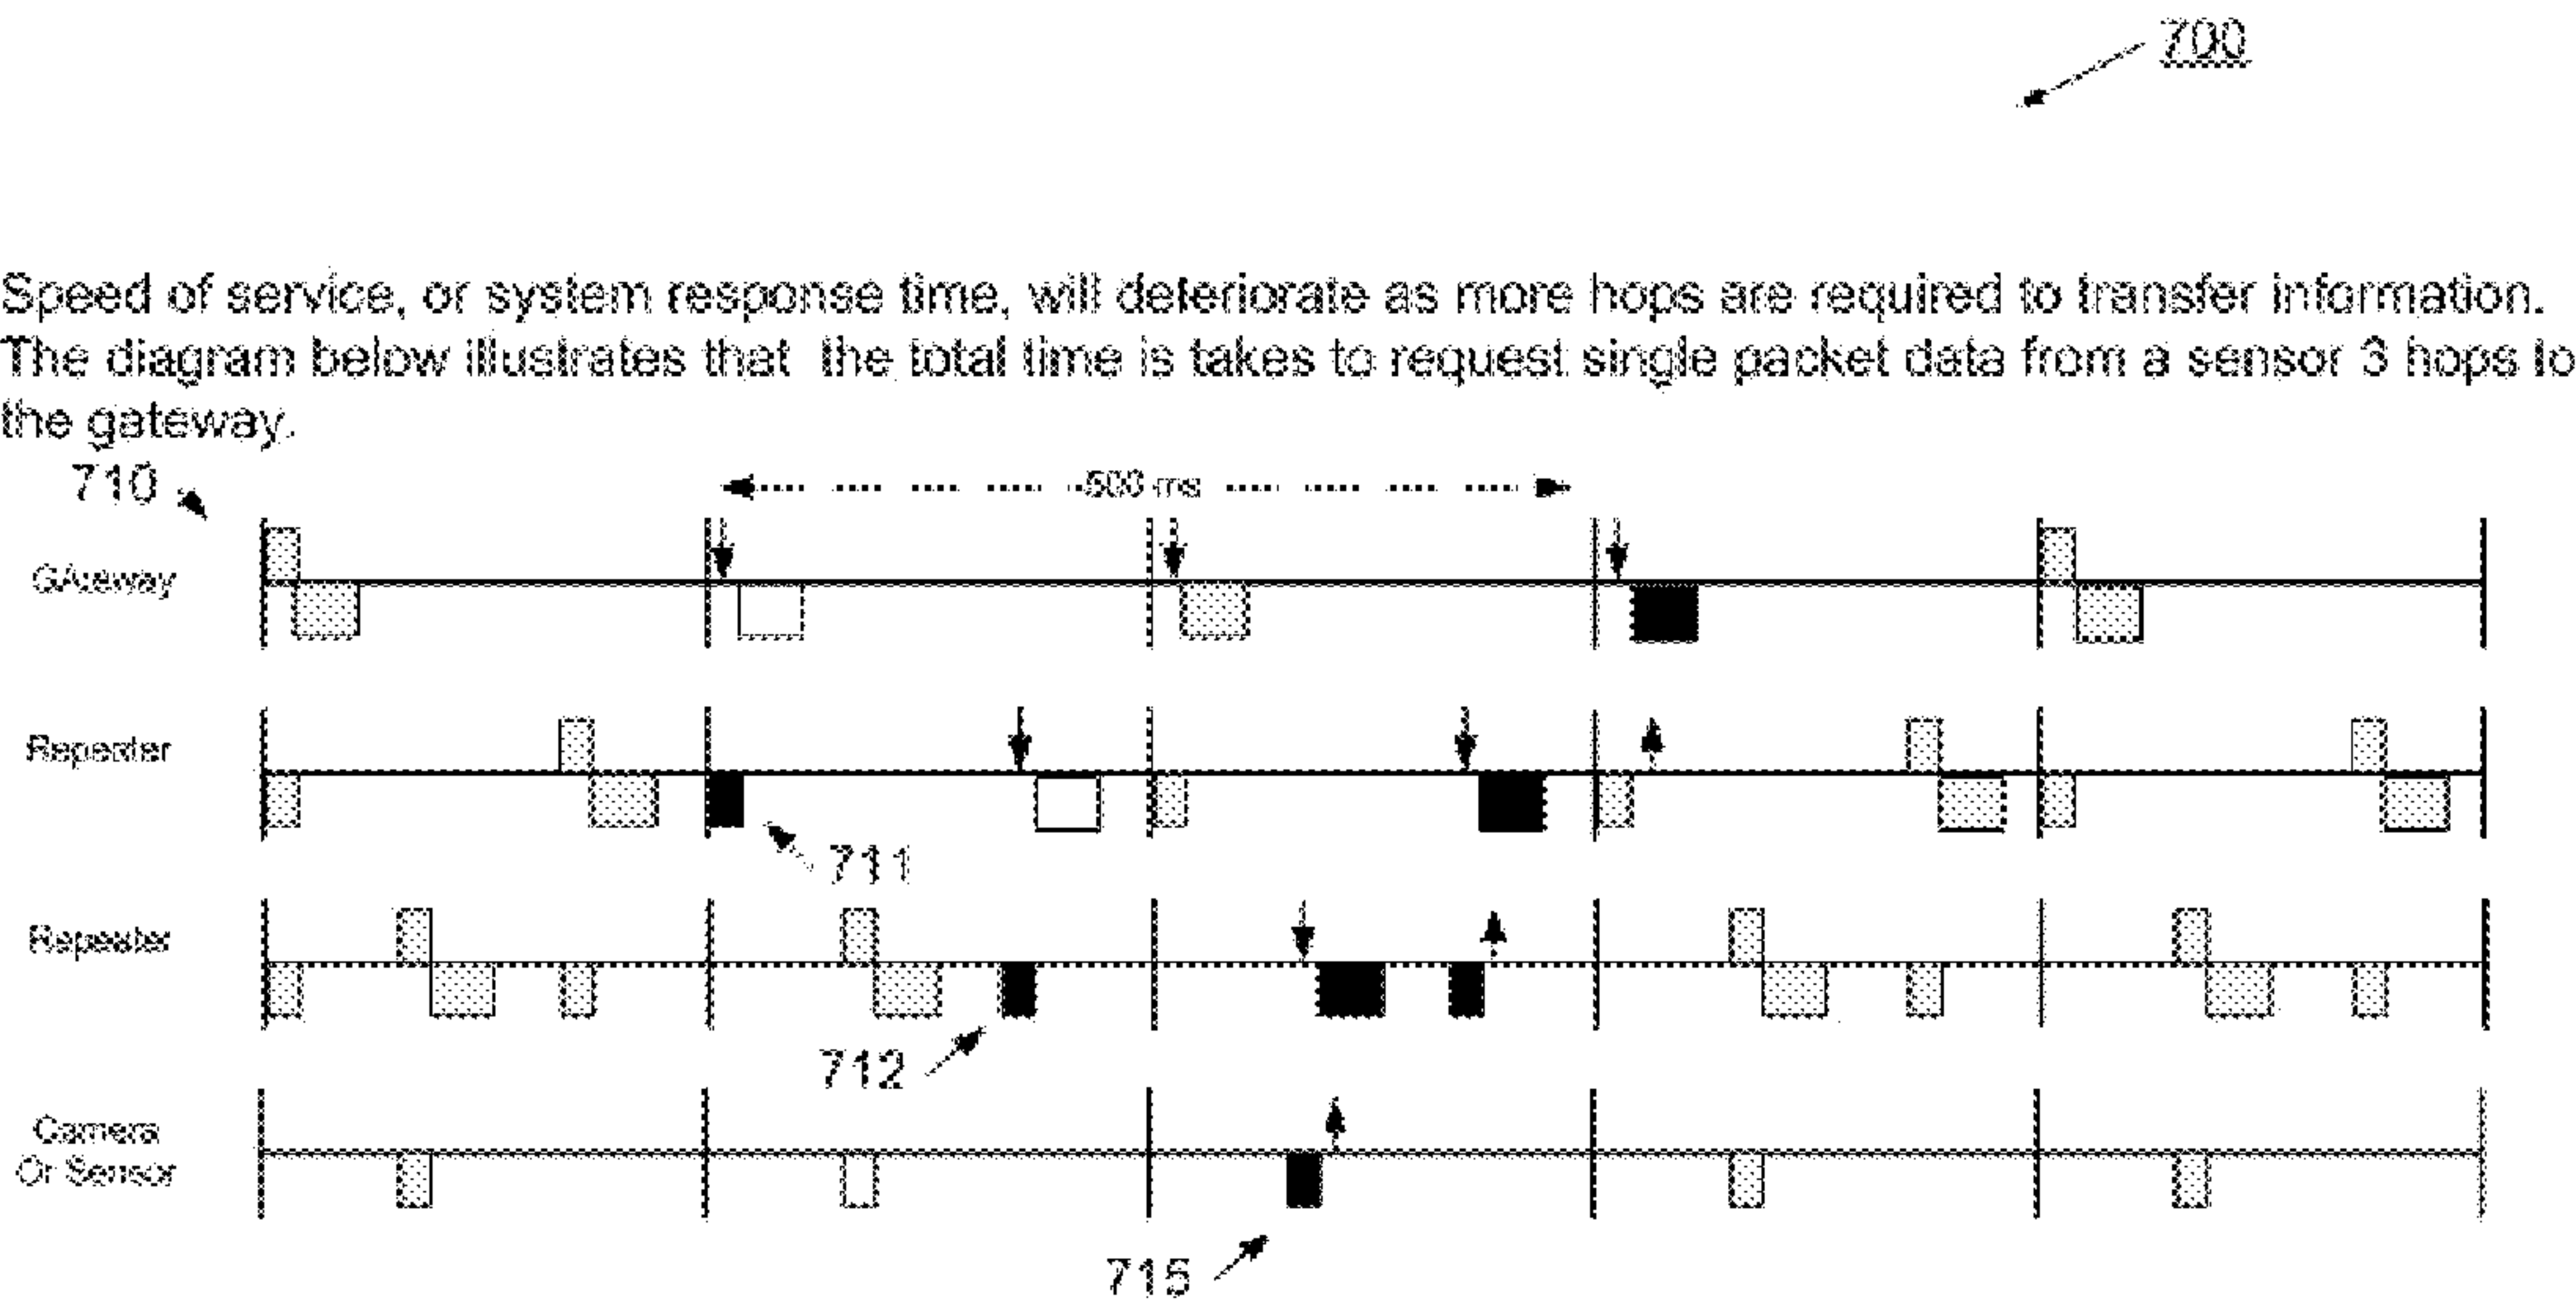 700
Speed of service, or system response time, will deteriorate as more hops are required to transfer information.
The diagram below illustrates that the total time is takes to request single packet data from a sensor 3 hops to
the gateway.
710
500 ms
GAteway
Repeater
711
Repeater
712
Camera
Or Sensor
715